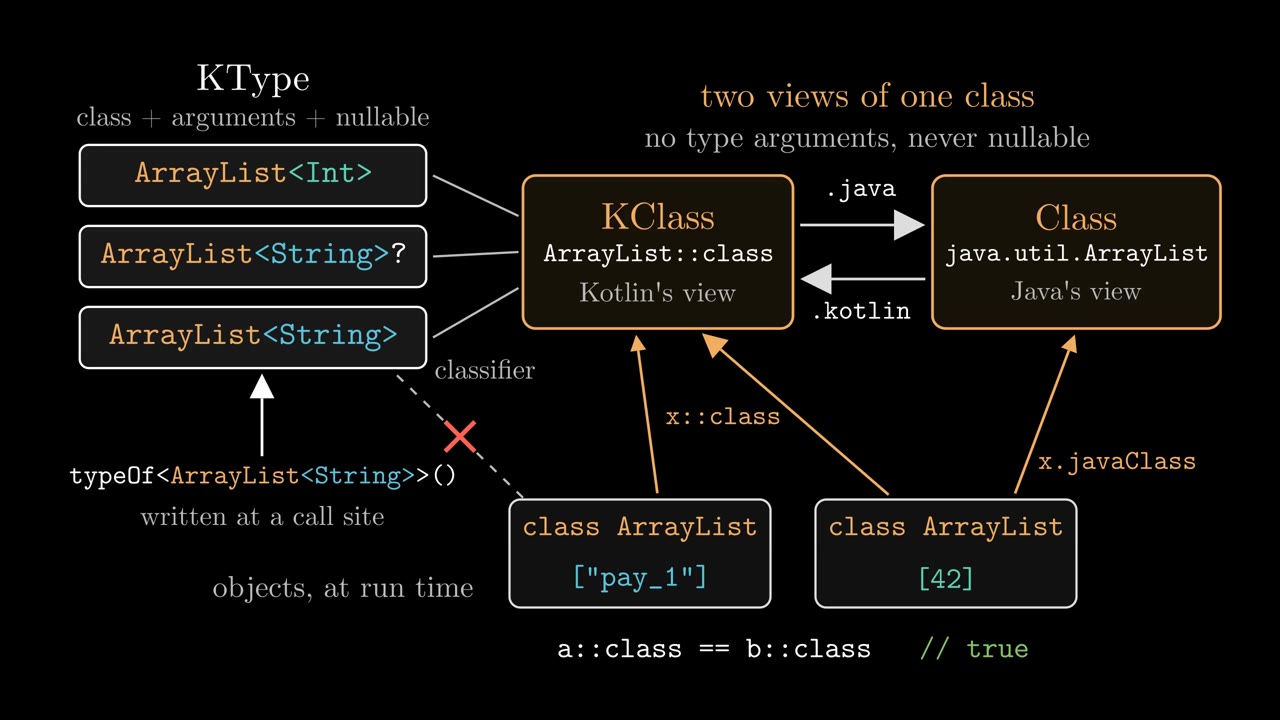 KType
class + arguments + nullable
ArrayList<Int>
ArrayList<String>?
ArrayList<String>
classifier
typeOf<ArrayList<String>>()
written at a call site
objects, at run time
two views of one class
no type arguments, never nullable
KClass
ArrayList::class
Kotlin's view
.java
.kotlin
Class
java.util.ArrayList
Java's view
x::class
x.javaClass
class ArrayList
["pay_1"]
class ArrayList
[42]
a::class == b::class // true